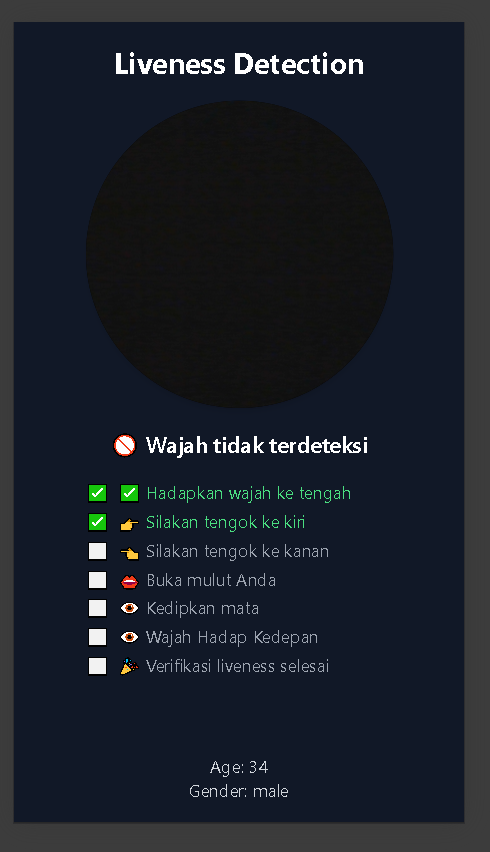 Liveness Detection
🚫 Wajah tidak terdeteksi
✅ ✅ Hadapkan wajah ke tengah
✅ 👉 Silakan tengok ke kiri
⬜ 👈 Silakan tengok ke kanan
⬜ 👄 Buka mulut Anda
⬜ 👁️ Kedipkan mata
⬜ 👁️ Wajah Hadap Kedepan
⬜ 🎉 Verifikasi liveness selesai
Age: 34
Gender: male